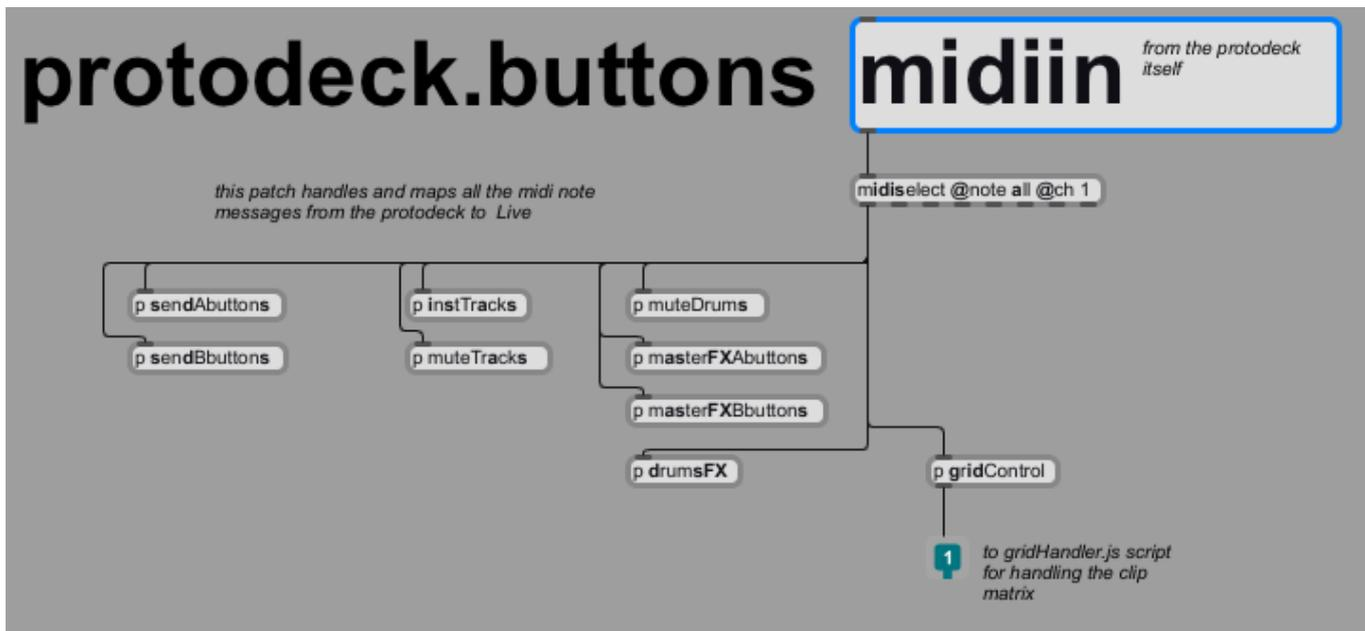 protodeck.buttons
midiin
from the protodeck
itself
this patch handles and maps all the midi note
messages from the protodeck to Live
midiselect @note all @ch 1
p sendAbuttons
p instTracks
p muteDrums
p sendBbuttons
p muteTracks
p masterFXAbuttons
p masterFXBbuttons
p drumsFX
p gridControl
1
to gridHandler.js script
for handling the clip
matrix